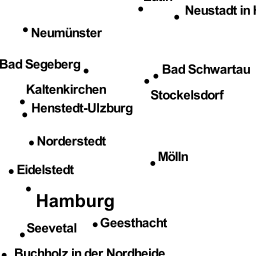 Neustadt in
Neumünster
Bad Segeberg
Bad Schwartau
Kaltenkirchen
Stockelsdorf
Henstedt-Ulzburg
Norderstedt
Mölln
Eidelstedt
Hamburg
Geesthacht
Seevetal
Buchholz in der Nordheide